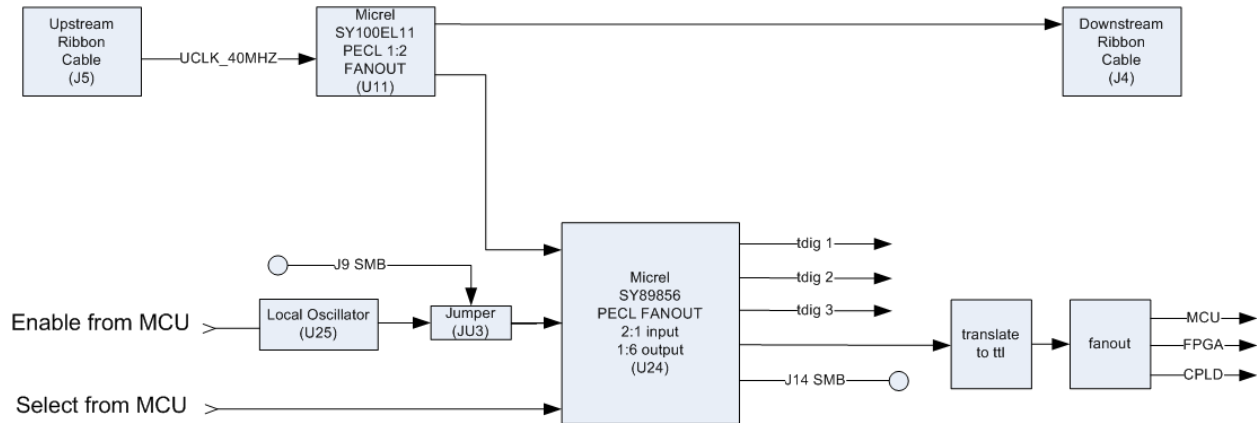 Upstream
Ribbon
Cable
(J5)
UCLK_40MHZ
Micrel
SY100EL11
PECL 1:2
FANOUT
(U11)
Downstream
Ribbon
Cable
(J4)
J9 SMB
Enable from MCU
Local Oscillator
(U25)
Jumper
(JU3)
Select from MCU
Micrel
SY89856
PECL FANOUT
2:1 input
1:6 output
(U24)
tdig 1
tdig 2
tdig 3
J14 SMB
translate
to ttl
fanout
MCU
FPGA
CPLD